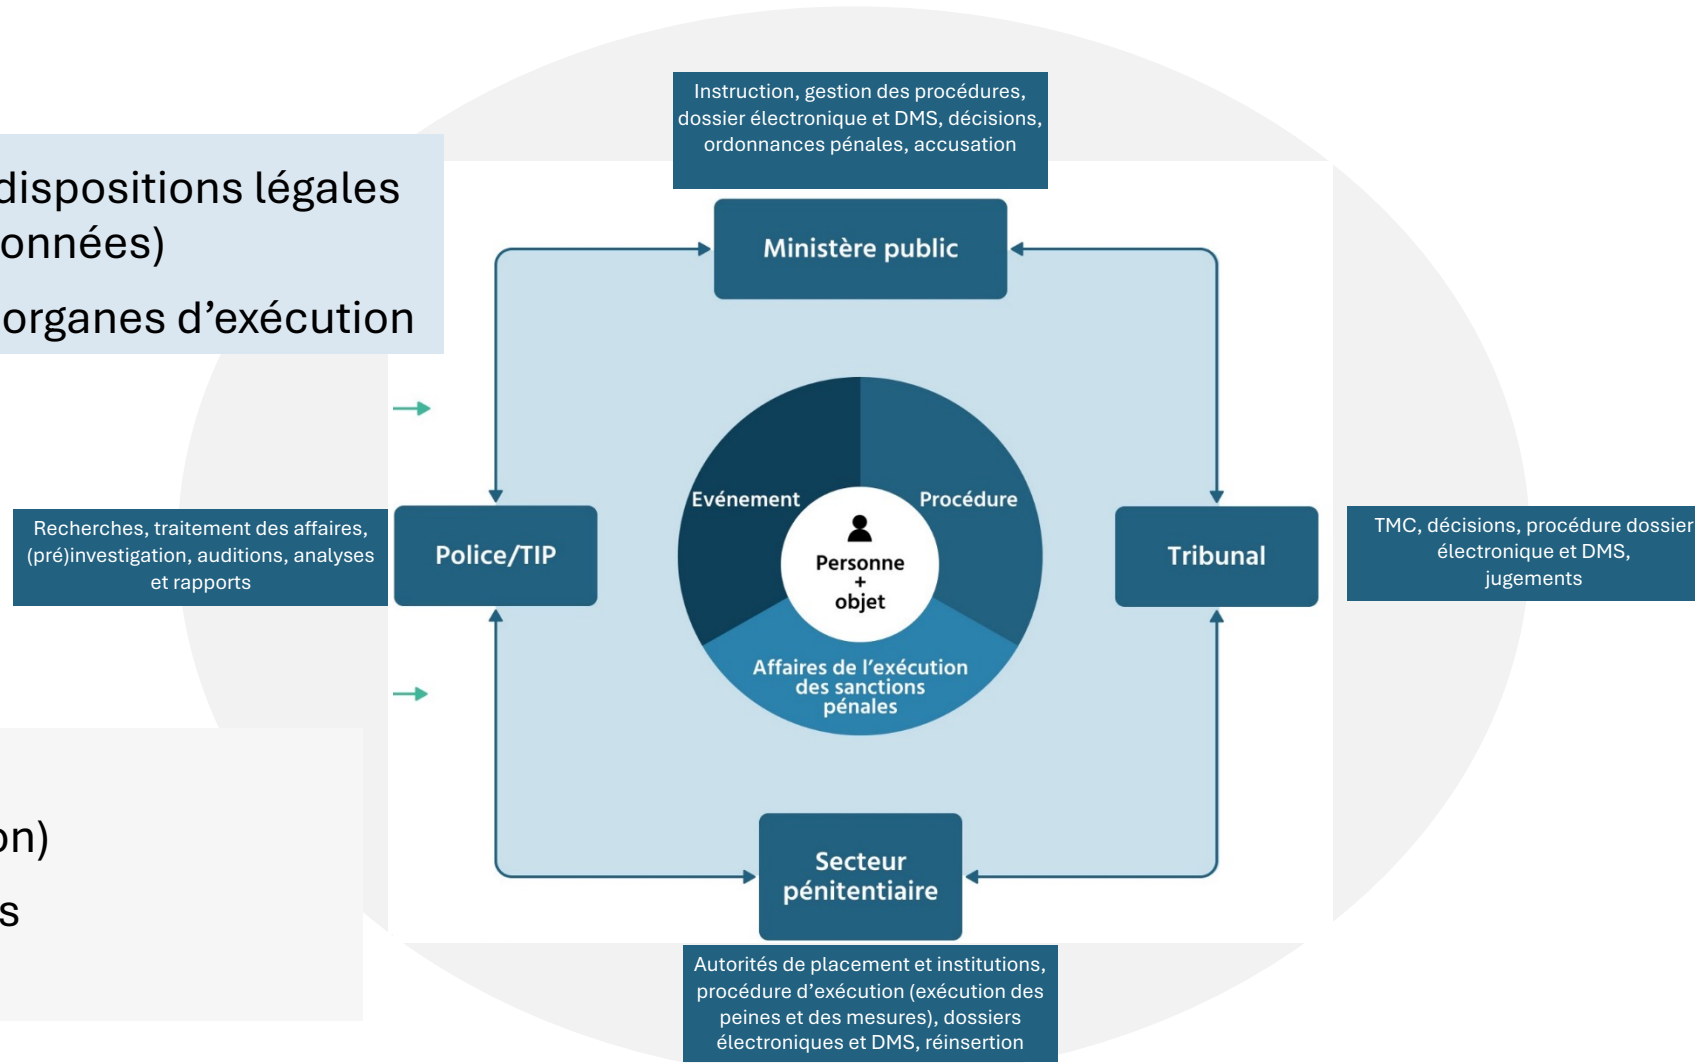 Instruction, gestion des procédures,
dossier électronique et DMS, décisions,
ordonnances pénales, accusation
dispositions légales
onnées)
organes d’exécution
Ministère public
Evénement
Procédure
Personne
+
objet
Affaires de l’exécution
des sanctions
pénales
Recherches, traitement des affaires,
(pré)investigation, auditions, analyses
et rapports
Police/TIP
Tribunal
TMC, décisions, procédure dossier
électronique et DMS,
jugements
on)
s
Secteur
pénitentiaire
Autorités de placement et institutions,
procédure d’exécution (exécution des
peines et des mesures), dossiers
électroniques et DMS, réinsertion